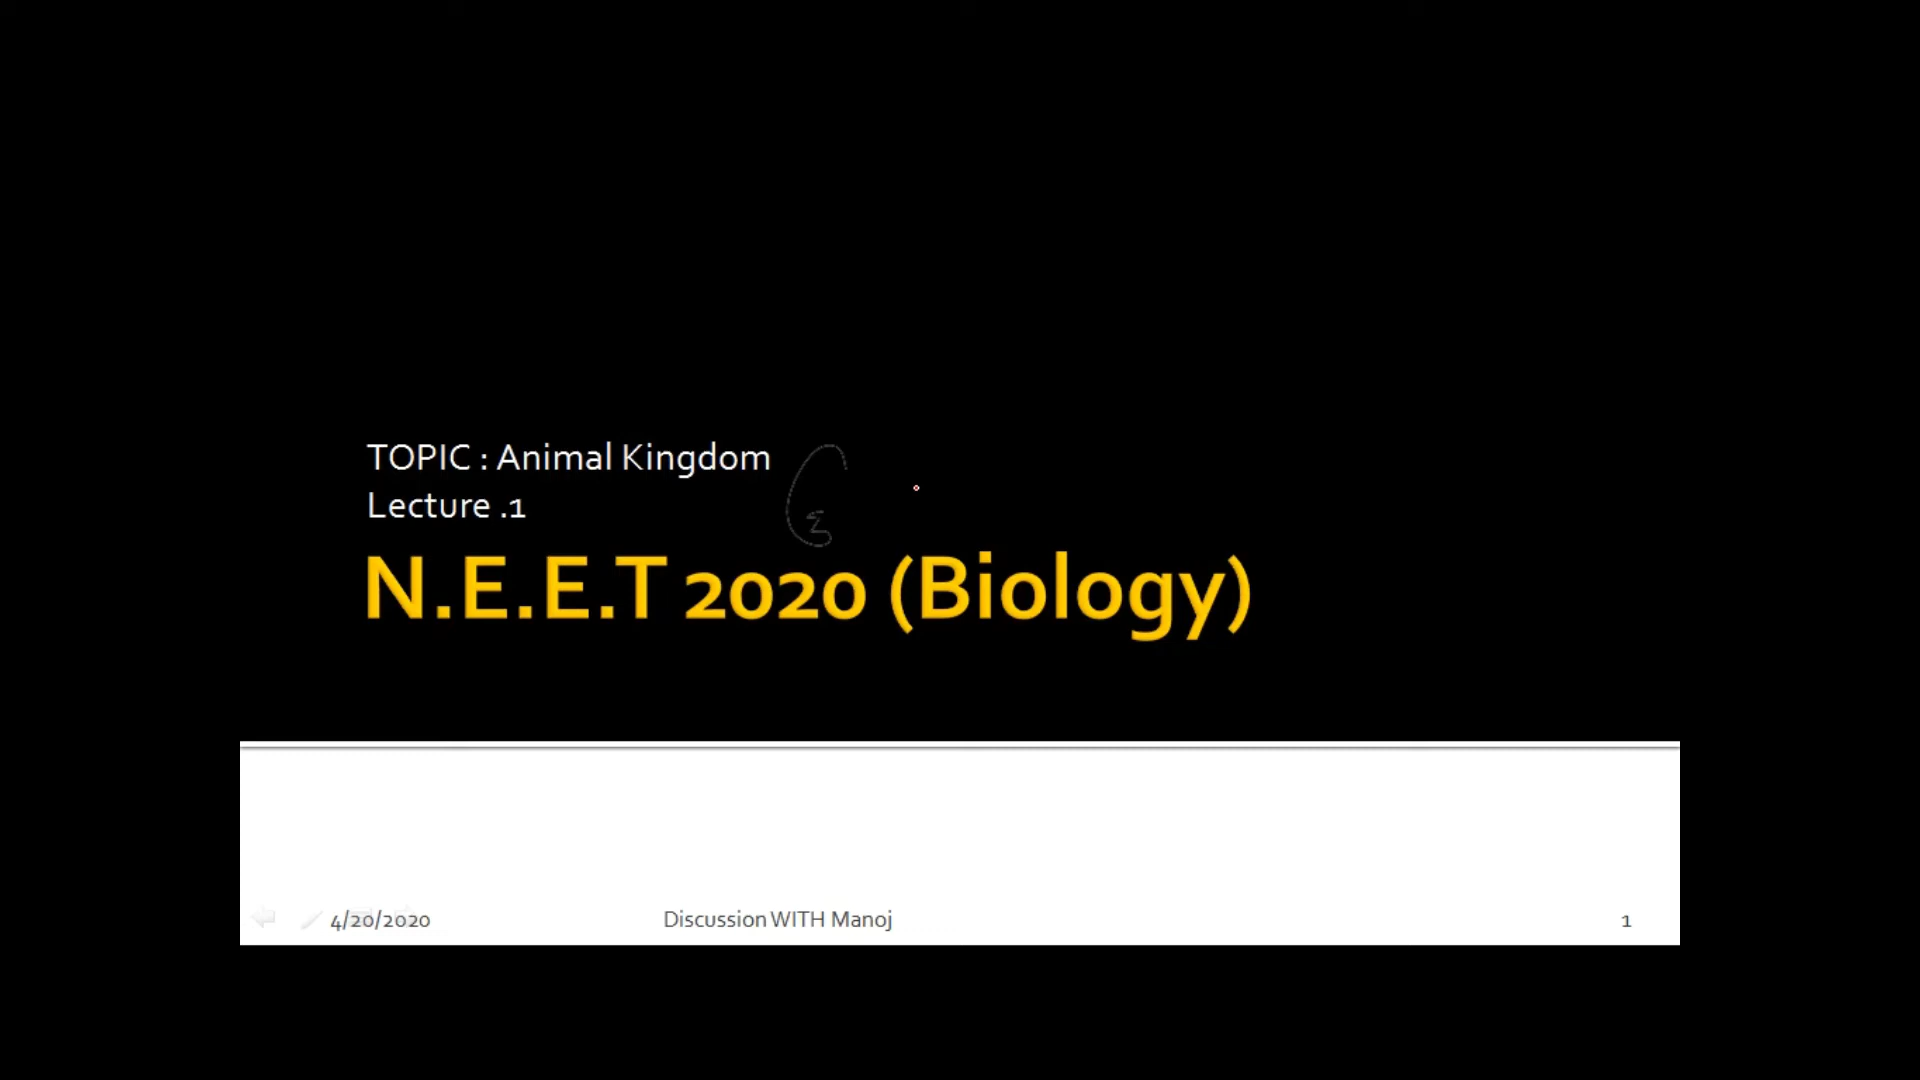 TOPIC : Animal Kingdom
Lecture .1
N.E.E.T 2020 (Biology)
4/20/2020
Discussion WITH Manoj
1